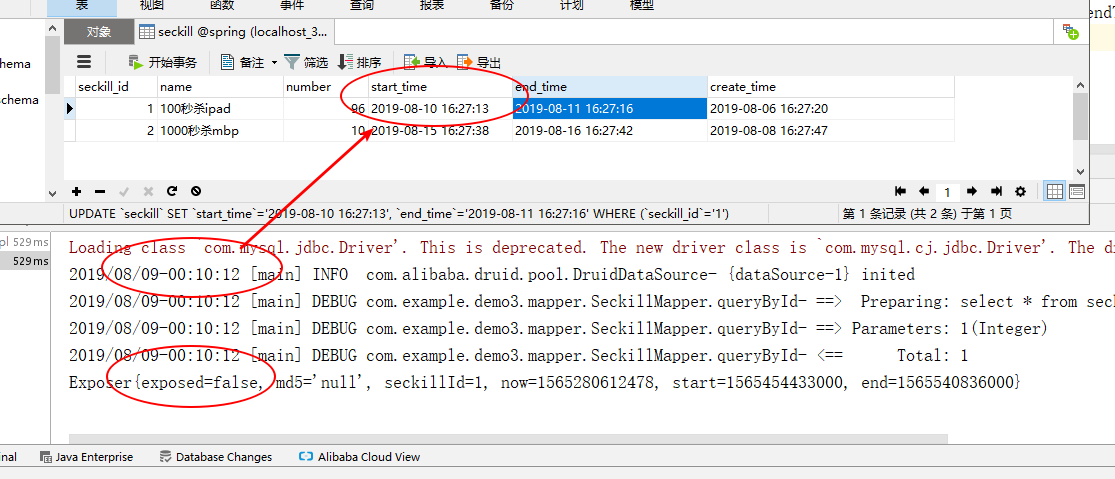 表 视图 函数 事件 查询 报表 备份 计划 模型
对象 seckill @spring (localhost_3...
开始事务 备注 筛选 排序 导入 导出
hema
schema
seckill_id name number start_time end_time create_time
1 100秒杀ipad 96 2019-08-10 16:27:13 2019-08-11 16:27:16 2019-08-06 16:27:20
2 1000秒杀mbp 10 2019-08-15 16:27:38 2019-08-16 16:27:42 2019-08-08 16:27:47
1
UPDATE `seckill` SET `start_time`='2019-08-10 16:27:13', `end_time`='2019-08-11 16:27:16' WHERE (`seckill_id`='1') 第 1 条记录 (共 2 条) 于第 1 页
pl 529 ms
529 ms
Loading class `com.mysql.jdbc.Driver'. This is deprecated. The new driver class is `com.mysql.cj.jdbc.Driver'. The d
2019/08/09-00:10:12 [main] INFO com.alibaba.druid.pool.DruidDataSource- {dataSource-1} inited
2019/08/09-00:10:12 [main] DEBUG com.example.demo3.mapper.SeckillMapper.queryById- ==> Preparing: select * from sec
2019/08/09-00:10:12 [main] DEBUG com.example.demo3.mapper.SeckillMapper.queryById- ==> Parameters: 1(Integer)
2019/08/09-00:10:12 [main] DEBUG com.example.demo3.mapper.SeckillMapper.queryById- <== Total: 1
Exposer{exposed=false, md5='null', seckillId=1, now=1565280612478, start=1565454433000, end=1565540836000}
nal Java Enterprise Database Changes Alibaba Cloud View